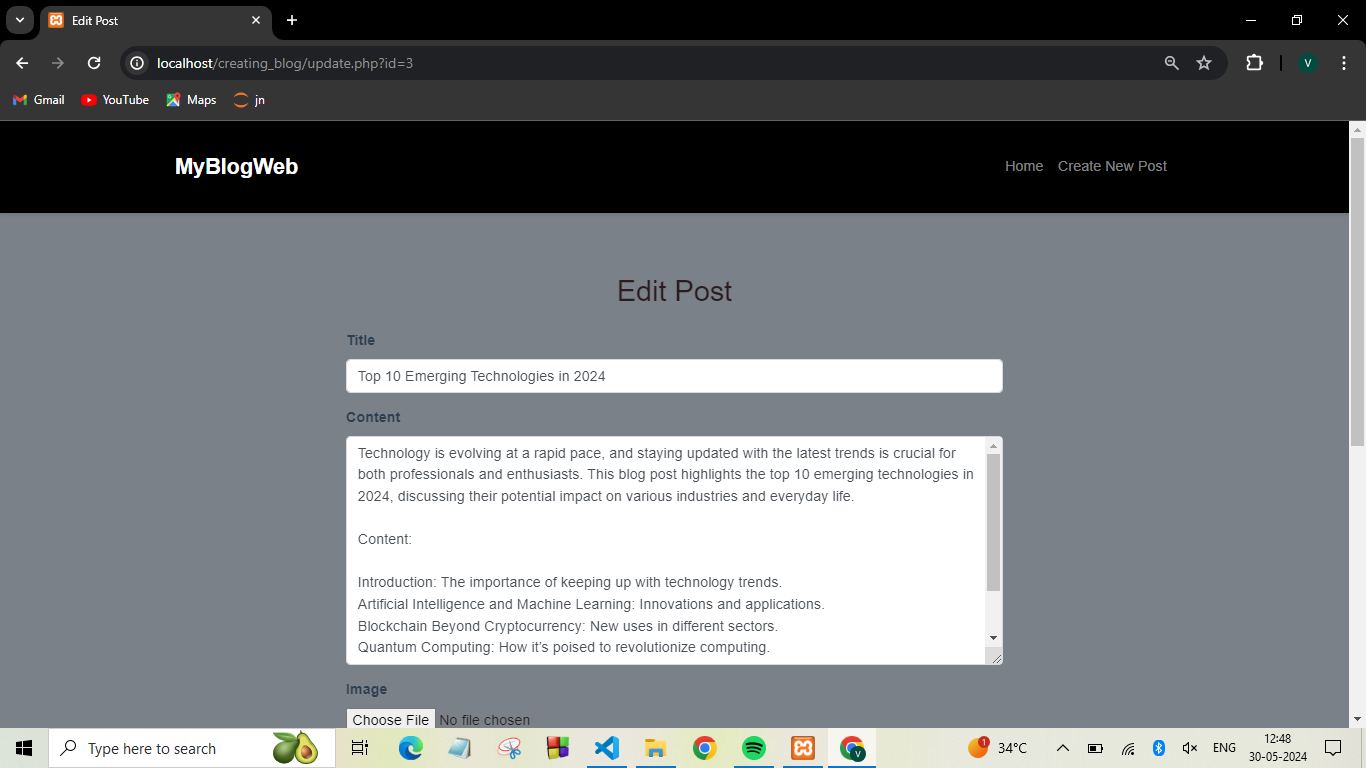 Edit Post
localhost/creating_blog/update.php?id=3
V
Gmail
YouTube
Maps
jn
MyBlogWeb
Home
Create New Post
Edit Post
Title
Top 10 Emerging Technologies in 2024
Content
Technology is evolving at a rapid pace, and staying updated with the latest trends is crucial for
both professionals and enthusiasts. This blog post highlights the top 10 emerging technologies in
2024, discussing their potential impact on various industries and everyday life.
Content:
Introduction: The importance of keeping up with technology trends.
Artificial Intelligence and Machine Learning: Innovations and applications.
Blockchain Beyond Cryptocurrency: New uses in different sectors.
Quantum Computing: How it’s poised to revolutionize computing.
Image
Choose File No file chosen
Type here to search
V
1
34°C
ENG
12:48
30-05-2024